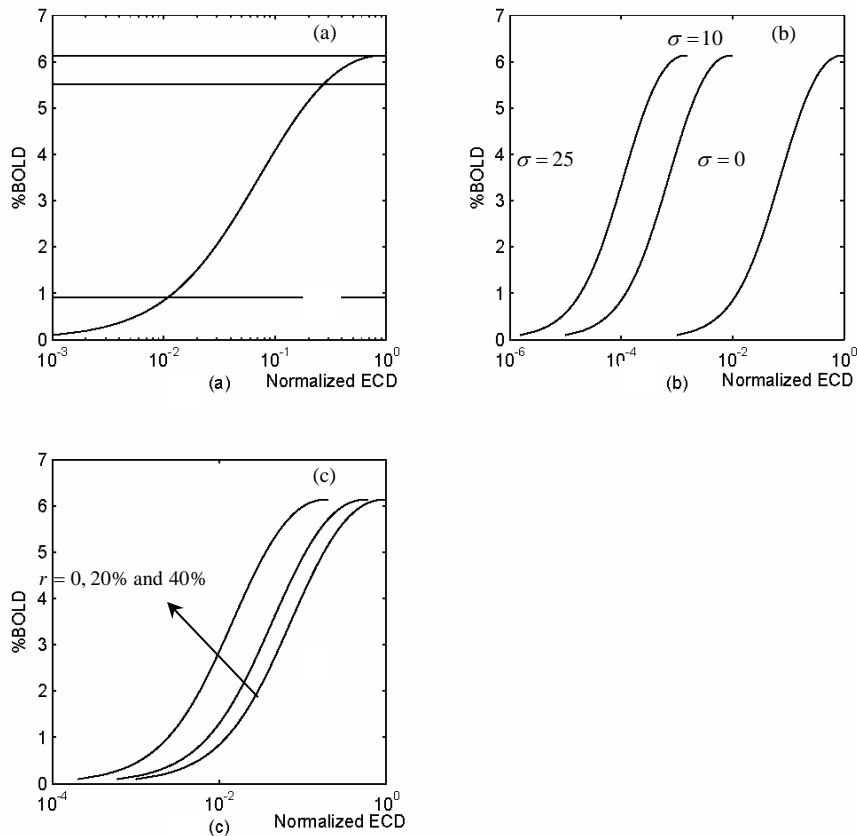 (a)
7
6
5
4
3
2
1
0
%BOLD
10^-3
10^-2
10^-1
10^0
(a)
Normalized ECD
(b)
σ = 10
σ = 25
σ = 0
7
6
5
4
3
2
1
0
%BOLD
10^-6
10^-4
10^-2
10^0
(b)
Normalized ECD
(c)
r = 0, 20% and 40%
7
6
5
4
3
2
1
0
%BOLD
10^-4
10^-2
10^0
(c)
Normalized ECD